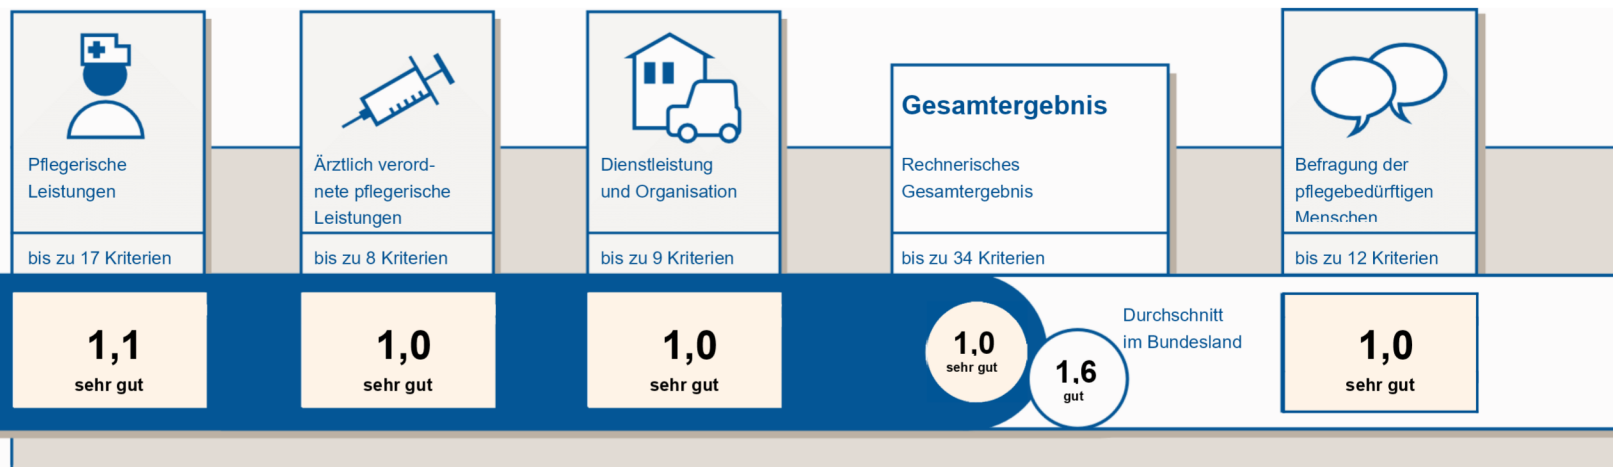 Pflegerische
Leistungen
bis zu 17 Kriterien
1,1
sehr gut
Ärztlich verord-
nete pflegerische
Leistungen
bis zu 8 Kriterien
1,0
sehr gut
Dienstleistung
und Organisation
bis zu 9 Kriterien
1,0
sehr gut
Gesamtergebnis
Rechnerisches
Gesamtergebnis
bis zu 34 Kriterien
1,0
sehr gut
1,6
gut
Durchschnitt
im Bundesland
Befragung der
pflegebedürftigen
Menschen
bis zu 12 Kriterien
1,0
sehr gut